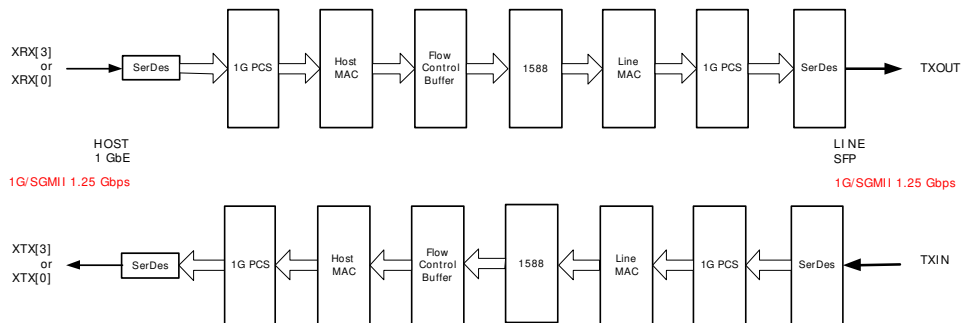 XRX[3]
or
XRX[0]
SerDes
1G PCS
Host
MAC
Flow
Control
Buffer
1588
Line
MAC
1G PCS
SerDes
TXOUT
HOST
1 GbE
1G/SGMII 1.25 Gbps
LINE
SFP
1G/SGMII 1.25 Gbps
XTX[3]
or
XTX[0]
SerDes
1G PCS
Host
MAC
Flow
Control
Buffer
1588
Line
MAC
1G PCS
SerDes
TXIN